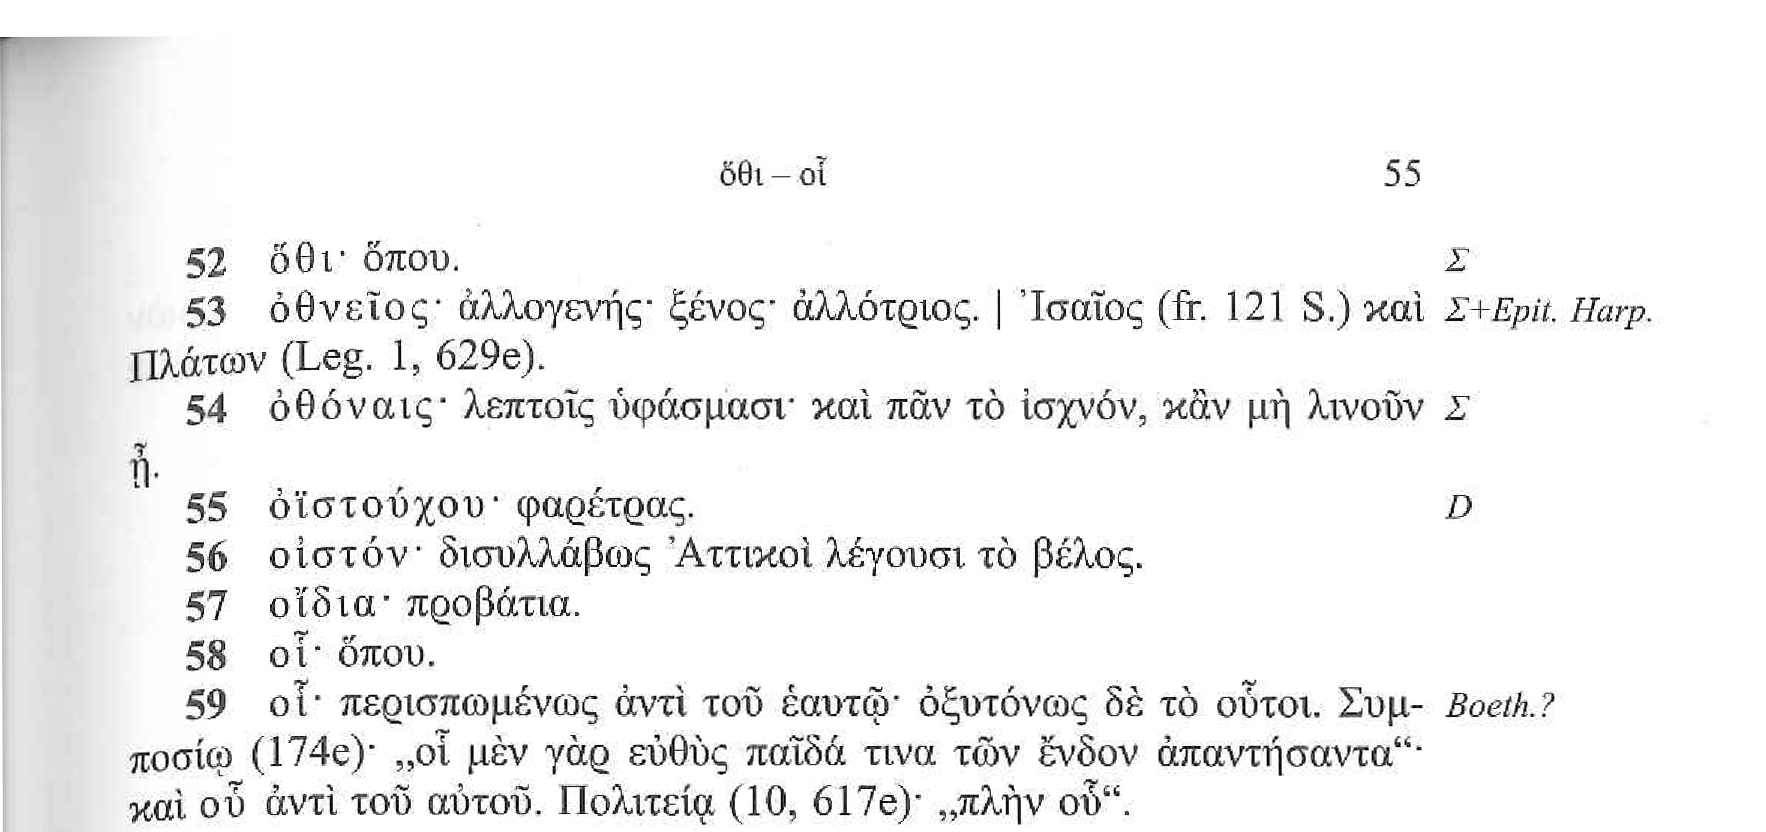 ὅθι – οἷ 55
52 ὅθι· ὅπου. Σ
53 ὀθνεῖος· ἀλλογενής· ξένος· ἀλλότριος. | Ἰσαῖος (fr. 121 S.) καὶ Σ+Epit. Harp.
Πλάτων (Leg. 1, 629e).
54 ὀθόναις· λεπτοῖς ὑφάσμασι· καὶ πᾶν τὸ ἰσχνόν, κἂν μὴ λινοῦν Σ
ᾖ.
55 ὀϊστούχου· φαρέτρας. D
56 οἰστόν· δισυλλάβως Ἀττικοὶ λέγουσι τὸ βέλος.
57 οἴδια· προβάτια.
58 οἷ· ὅπου.
59 οἷ· περισπωμένως ἀντὶ τοῦ ἑαυτῷ· ὀξυτόνως δὲ τὸ οὗτοι. Συμ- Boeth.?
ποσίῳ (174e)· „οἷ μὲν γὰρ εὐθὺς παῖδά τινα τῶν ἔνδον ἀπαντήσαντα“·
καὶ οὗ ἀντὶ τοῦ αὑτοῦ. Πολιτείᾳ (10, 617e)· „πλὴν οὗ“.